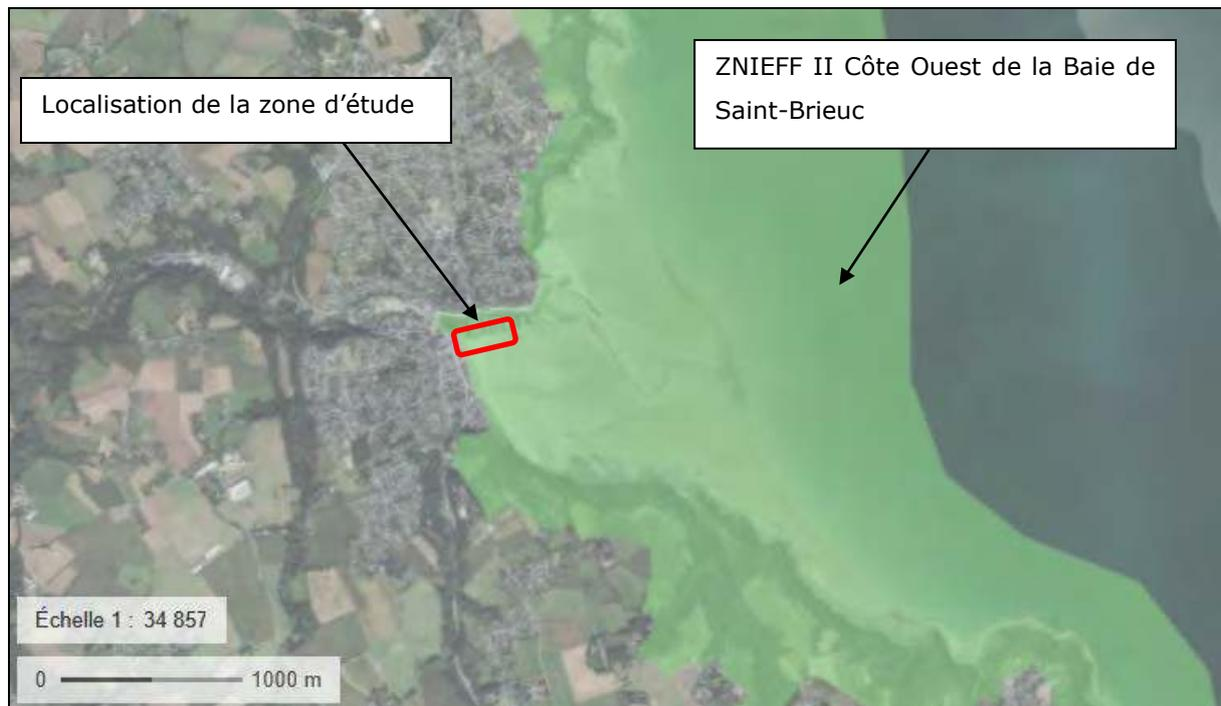 Localisation de la zone d’étude
ZNIEFF II Côte Ouest de la Baie de
Saint-Brieuc
Échelle 1 : 34 857
0 1000 m